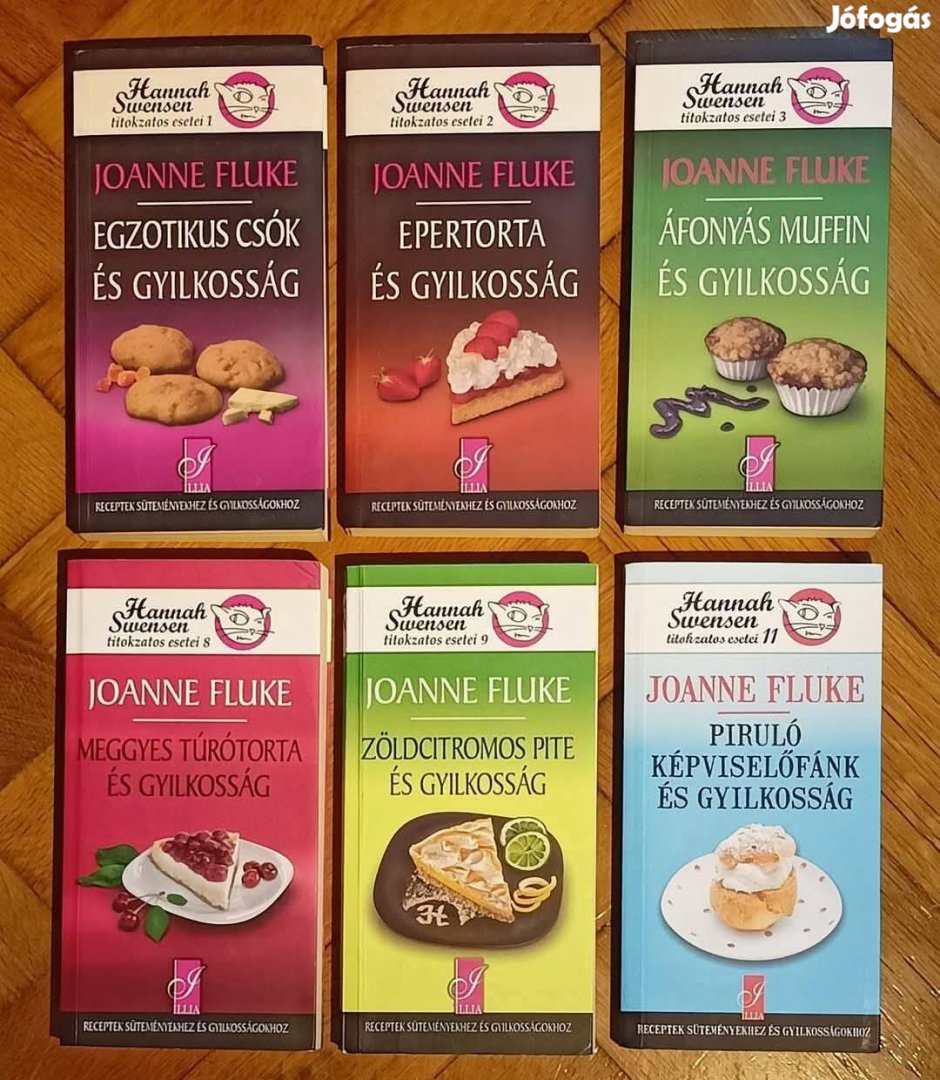 Jófogás
Hannah
Swensen
titokzatos esetei 1
JOANNE FLUKE
EGZOTIKUS CSÓK
ÉS GYILKOSSÁG
ILLIA
RECEPTEK SÜTEMÉNYEKHEZ ÉS GYILKOSSÁGOKHOZ
Hannah
Swensen
titokzatos esetei 2
JOANNE FLUKE
EPERTORTA
ÉS GYILKOSSÁG
ILLIA
RECEPTEK SÜTEMÉNYEKHEZ ÉS GYILKOSSÁGOKHOZ
Hannah
Swensen
titokzatos esetei 3
JOANNE FLUKE
ÁFONYÁS MUFFIN
ÉS GYILKOSSÁG
ILLIA
RECEPTEK SÜTEMÉNYEKHEZ ÉS GYILKOSSÁGOKHOZ
Hannah
Swensen
titokzatos esetei 8
JOANNE FLUKE
MEGGYES TÚRÓTORTA
ÉS GYILKOSSÁG
ILLIA
RECEPTEK SÜTEMÉNYEKHEZ ÉS GYILKOSSÁGOKHOZ
Hannah
Swensen
titokzatos esetei 9
JOANNE FLUKE
ZÖLDCITROMOS PITE
ÉS GYILKOSSÁG
ILLIA
RECEPTEK SÜTEMÉNYEKHEZ ÉS GYILKOSSÁGOKHOZ
Hannah
Swensen
titokzatos esetei 11
JOANNE FLUKE
PIRULÓ
KÉPVISELŐFÁNK
ÉS GYILKOSSÁG
ILLIA
RECEPTEK SÜTEMÉNYEKHEZ ÉS GYILKOSSÁGOKHOZ